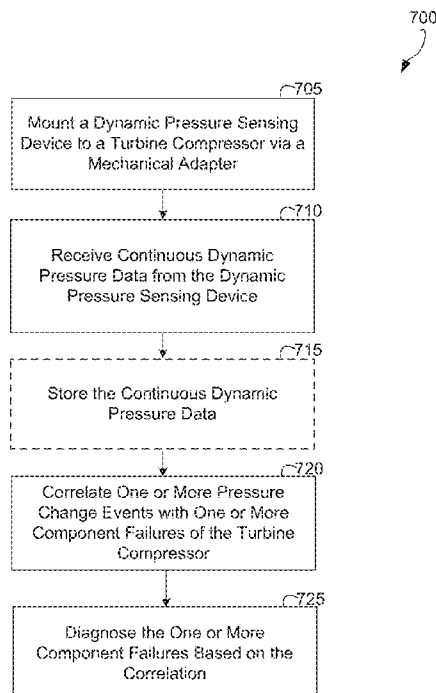 700
705
Mount a Dynamic Pressure Sensing
Device to a Turbine Compressor via a
Mechanical Adapter
710
Receive Continuous Dynamic
Pressure Data from the Dynamic
Pressure Sensing Device
715
Store the Continuous Dynamic
Pressure Data
720
Correlate One or More Pressure
Change Events with One or More
Component Failures of the Turbine
Compressor
725
Diagnose the One or More
Component Failures Based on the
Correlation